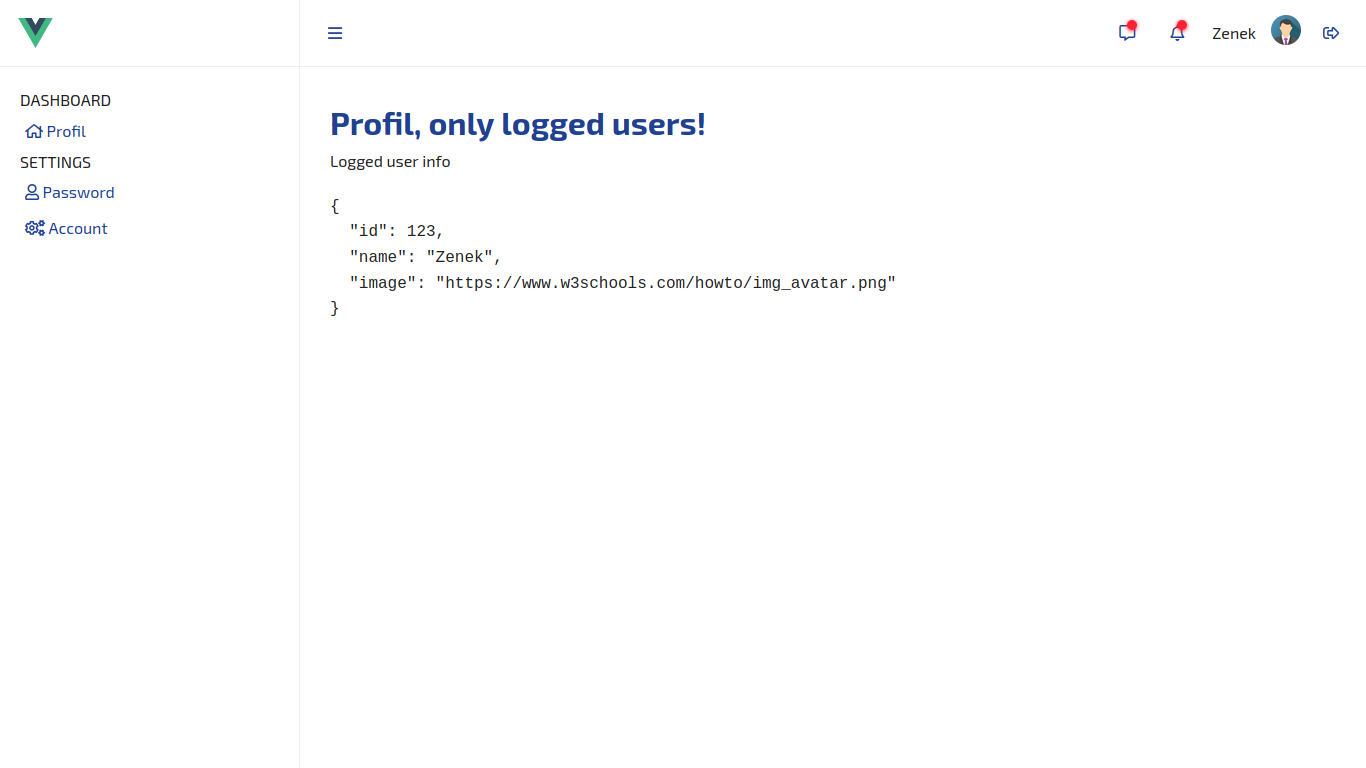 Zenek
DASHBOARD
Profil
SETTINGS
Password
Account
Profil, only logged users!
Logged user info
{
  "id": 123,
  "name": "Zenek",
  "image": "https://www.w3schools.com/howto/img_avatar.png"
}